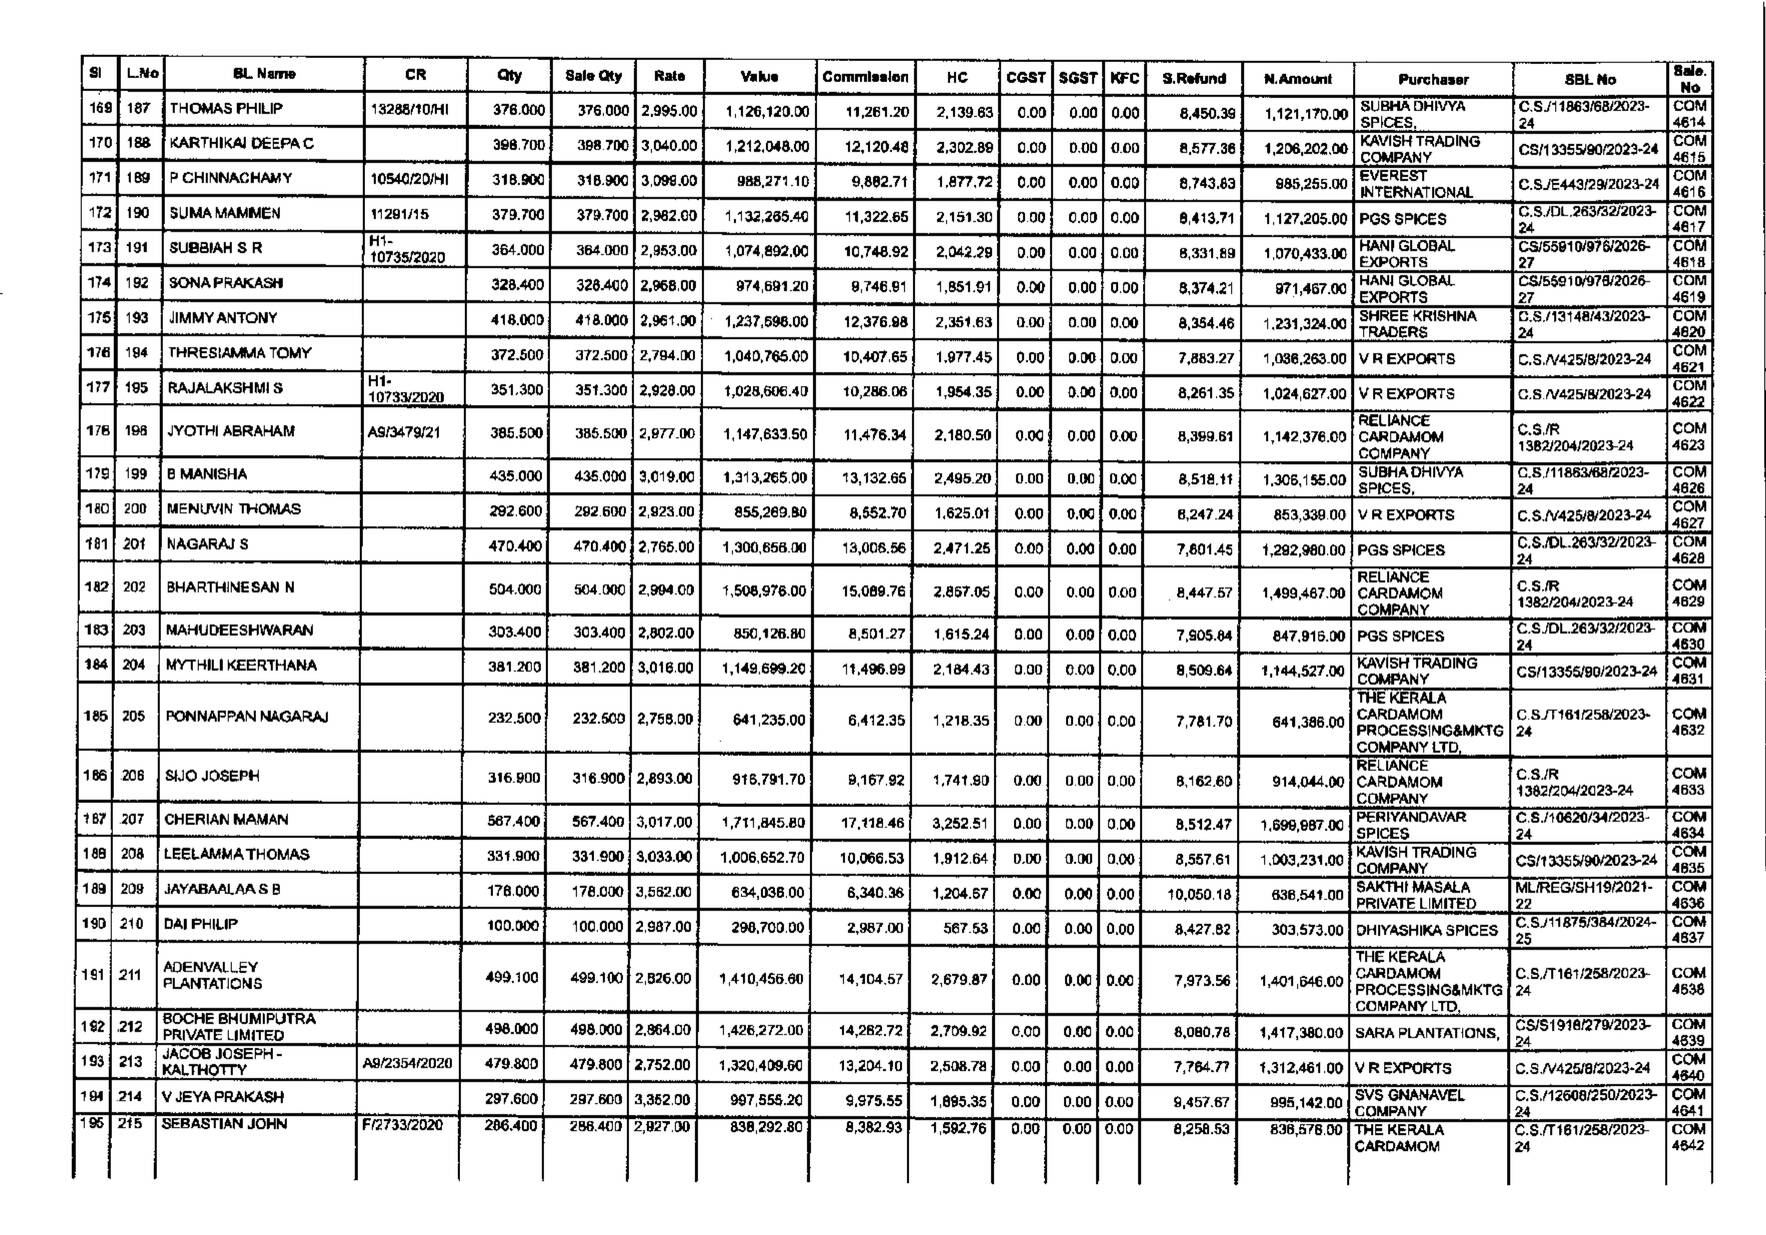 Sl L.No BL Name CR Qty Sale Qty Rate Value Commission HC CGST SGST KFC S.Refund N.Amount Purchaser SBL No Sale. No
169 187 THOMAS PHILIP 13288/10/HI 376.000 376.000 2,995.00 1,126,120.00 11,261.20 2,139.63 0.00 0.00 0.00 8,450.39 1,121,170.00 SUBHA DHIVYA SPICES, C.S./11863/68/2023-24 COM 4614
170 188 KARTHIKAI DEEPA C 398.700 398.700 3,040.00 1,212,048.00 12,120.48 2,302.89 0.00 0.00 0.00 8,577.36 1,206,202.00 KAVISH TRADING COMPANY CS/13355/90/2023-24 COM 4615
171 189 P CHINNACHAMY 10540/20/HI 318.900 318.900 3,099.00 988,271.10 9,882.71 1,877.72 0.00 0.00 0.00 8,743.83 985,255.00 EVEREST INTERNATIONAL C.S./E443/29/2023-24 COM 4616
172 190 SUMA MAMMEN 11291/15 379.700 379.700 2,982.00 1,132,265.40 11,322.65 2,151.30 0.00 0.00 0.00 8,413.71 1,127,205.00 PGS SPICES C.S./DL.263/32/2023-24 COM 4617
173 191 SUBBIAH S R H1-10735/2020 364.000 364.000 2,953.00 1,074,892.00 10,748.92 2,042.29 0.00 0.00 0.00 8,331.89 1,070,433.00 HANI GLOBAL EXPORTS CS/55910/976/2026-27 COM 4618
174 192 SONA PRAKASH 328.400 328.400 2,968.00 974,691.20 9,746.91 1,851.91 0.00 0.00 0.00 8,374.21 971,467.00 HANI GLOBAL EXPORTS CS/55910/976/2026-27 COM 4619
175 193 JIMMY ANTONY 418.000 418.000 2,961.00 1,237,698.00 12,376.98 2,351.63 0.00 0.00 0.00 8,354.46 1,231,324.00 SHREE KRISHNA TRADERS C.S./13148/43/2023-24 COM 4620
176 194 THRESIAMMA TOMY 372.500 372.500 2,794.00 1,040,765.00 10,407.65 1,977.45 0.00 0.00 0.00 7,883.27 1,036,263.00 V R EXPORTS C.S./V425/8/2023-24 COM 4621
177 195 RAJALAKSHMI S H1-10733/2020 351.300 351.300 2,928.00 1,028,606.40 10,286.06 1,954.35 0.00 0.00 0.00 8,261.35 1,024,627.00 V R EXPORTS C.S./V425/8/2023-24 COM 4622
178 198 JYOTHI ABRAHAM A9/3479/21 385.500 385.500 2,977.00 1,147,633.50 11,476.34 2,180.50 0.00 0.00 0.00 8,399.61 1,142,376.00 RELIANCE CARDAMOM COMPANY C.S./R 1382/204/2023-24 COM 4623
179 199 B MANISHA 435.000 435.000 3,019.00 1,313,265.00 13,132.65 2,495.20 0.00 0.00 0.00 8,518.11 1,306,155.00 SUBHA DHIVYA SPICES, C.S./11863/68/2023-24 COM 4626
180 200 MENUVIN THOMAS 292.600 292.600 2,923.00 855,269.80 8,552.70 1,625.01 0.00 0.00 0.00 8,247.24 853,339.00 V R EXPORTS C.S./V425/8/2023-24 COM 4627
181 201 NAGARAJ S 470.400 470.400 2,765.00 1,300,656.00 13,006.56 2,471.25 0.00 0.00 0.00 7,801.45 1,292,980.00 PGS SPICES C.S./DL.263/32/2023-24 COM 4628
182 202 BHARTHINESAN N 504.000 504.000 2,994.00 1,508,976.00 15,089.76 2,867.05 0.00 0.00 0.00 8,447.57 1,499,467.00 RELIANCE CARDAMOM COMPANY C.S./R 1382/204/2023-24 COM 4629
183 203 MAHUDEESHWARAN 303.400 303.400 2,802.00 850,126.80 8,501.27 1,615.24 0.00 0.00 0.00 7,905.84 847,916.00 PGS SPICES C.S./DL.263/32/2023-24 COM 4630
184 204 MYTHILI KEERTHANA 381.200 381.200 3,016.00 1,149,699.20 11,496.99 2,184.43 0.00 0.00 0.00 8,509.64 1,144,527.00 KAVISH TRADING COMPANY CS/13355/90/2023-24 COM 4631
185 205 PONNAPPAN NAGARAJ 232.500 232.500 2,758.00 641,235.00 6,412.35 1,218.35 0.00 0.00 0.00 7,781.70 641,386.00 THE KERALA CARDAMOM PROCESSING&MKTG COMPANY LTD, C.S./T161/258/2023-24 COM 4632
186 206 SIJO JOSEPH 316.900 316.900 2,893.00 916,791.70 9,167.92 1,741.90 0.00 0.00 0.00 8,162.60 914,044.00 RELIANCE CARDAMOM COMPANY C.S./R 1382/204/2023-24 COM 4633
187 207 CHERIAN MAMAN 567.400 567.400 3,017.00 1,711,845.80 17,118.46 3,252.51 0.00 0.00 0.00 8,512.47 1,699,987.00 PERIYANDAVAR SPICES C.S./10620/34/2023-24 COM 4634
188 208 LEELAMMA THOMAS 331.900 331.900 3,033.00 1,006,652.70 10,066.53 1,912.64 0.00 0.00 0.00 8,557.61 1,003,231.00 KAVISH TRADING COMPANY CS/13355/90/2023-24 COM 4635
189 209 JAYABAALAA S B 178.000 178.000 3,562.00 634,036.00 6,340.36 1,204.67 0.00 0.00 0.00 10,050.18 636,541.00 SAKTHI MASALA PRIVATE LIMITED ML/REG/SH19/2021-22 COM 4636
190 210 DAI PHILIP 100.000 100.000 2,987.00 298,700.00 2,987.00 567.53 0.00 0.00 0.00 8,427.82 303,573.00 DHIYASHIKA SPICES C.S./11875/384/2024-25 COM 4637
191 211 ADENVALLEY PLANTATIONS 499.100 499.100 2,826.00 1,410,456.60 14,104.57 2,679.87 0.00 0.00 0.00 7,973.56 1,401,646.00 THE KERALA CARDAMOM PROCESSING&MKTG COMPANY LTD, C.S./T161/258/2023-24 COM 4638
192 212 BOCHE BHUMIPUTRA PRIVATE LIMITED 498.000 498.000 2,864.00 1,426,272.00 14,262.72 2,709.92 0.00 0.00 0.00 8,080.78 1,417,380.00 SARA PLANTATIONS, CS/S1918/279/2023-24 COM 4639
193 213 JACOB JOSEPH - KALTHOTTY A9/2354/2020 479.800 479.800 2,752.00 1,320,409.60 13,204.10 2,508.78 0.00 0.00 0.00 7,764.77 1,312,461.00 V R EXPORTS C.S./V425/8/2023-24 COM 4640
194 214 V JEYA PRAKASH 297.600 297.600 3,352.00 997,555.20 9,975.55 1,895.35 0.00 0.00 0.00 9,457.67 995,142.00 SVS GNANAVEL COMPANY C.S./12608/250/2023-24 COM 4641
195 215 SEBASTIAN JOHN F/2733/2020 286.400 286.400 2,927.00 838,292.80 8,382.93 1,592.76 0.00 0.00 0.00 8,258.53 836,576.00 THE KERALA CARDAMOM C.S./T161/258/2023-24 COM 4642